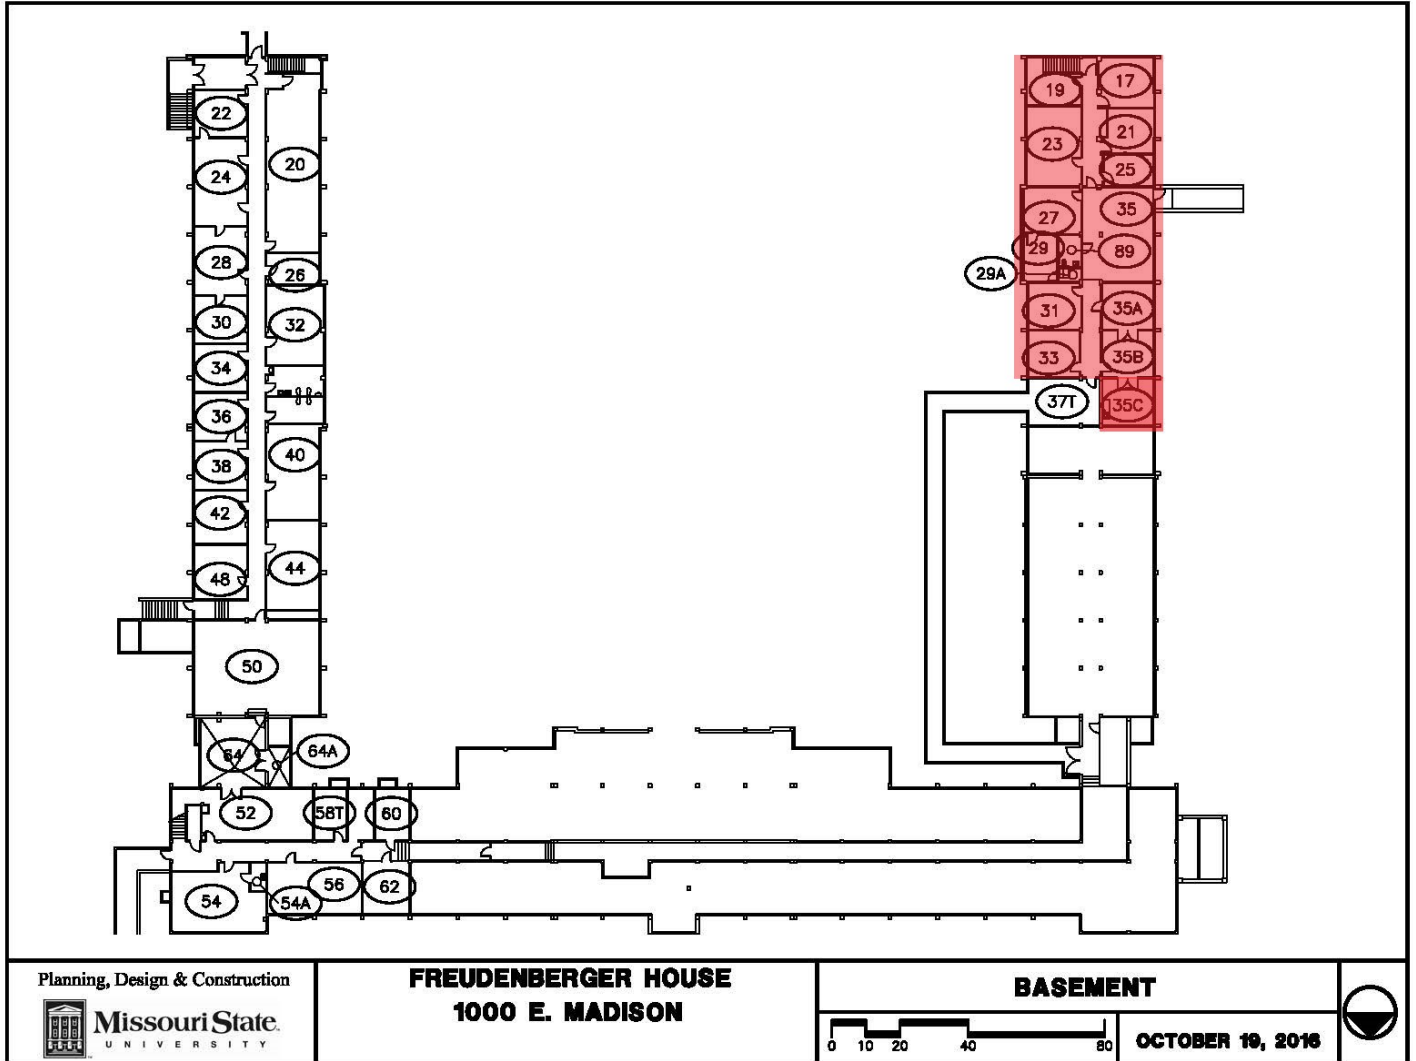 19
17
22
21
23
20
24
25
35
27
28
89
29
26
29A
31
35A
30
32
33
35B
34
37T
35C
36
40
38
42
44
48
50
64
64A
52
58T
60
56
62
54
54A
Planning, Design & Construction
Missouri State.
UNIVERSITY
FREUDENBERGER HOUSE
1000 E. MADISON
BASEMENT
0 10 20 40 80
OCTOBER 19, 2016